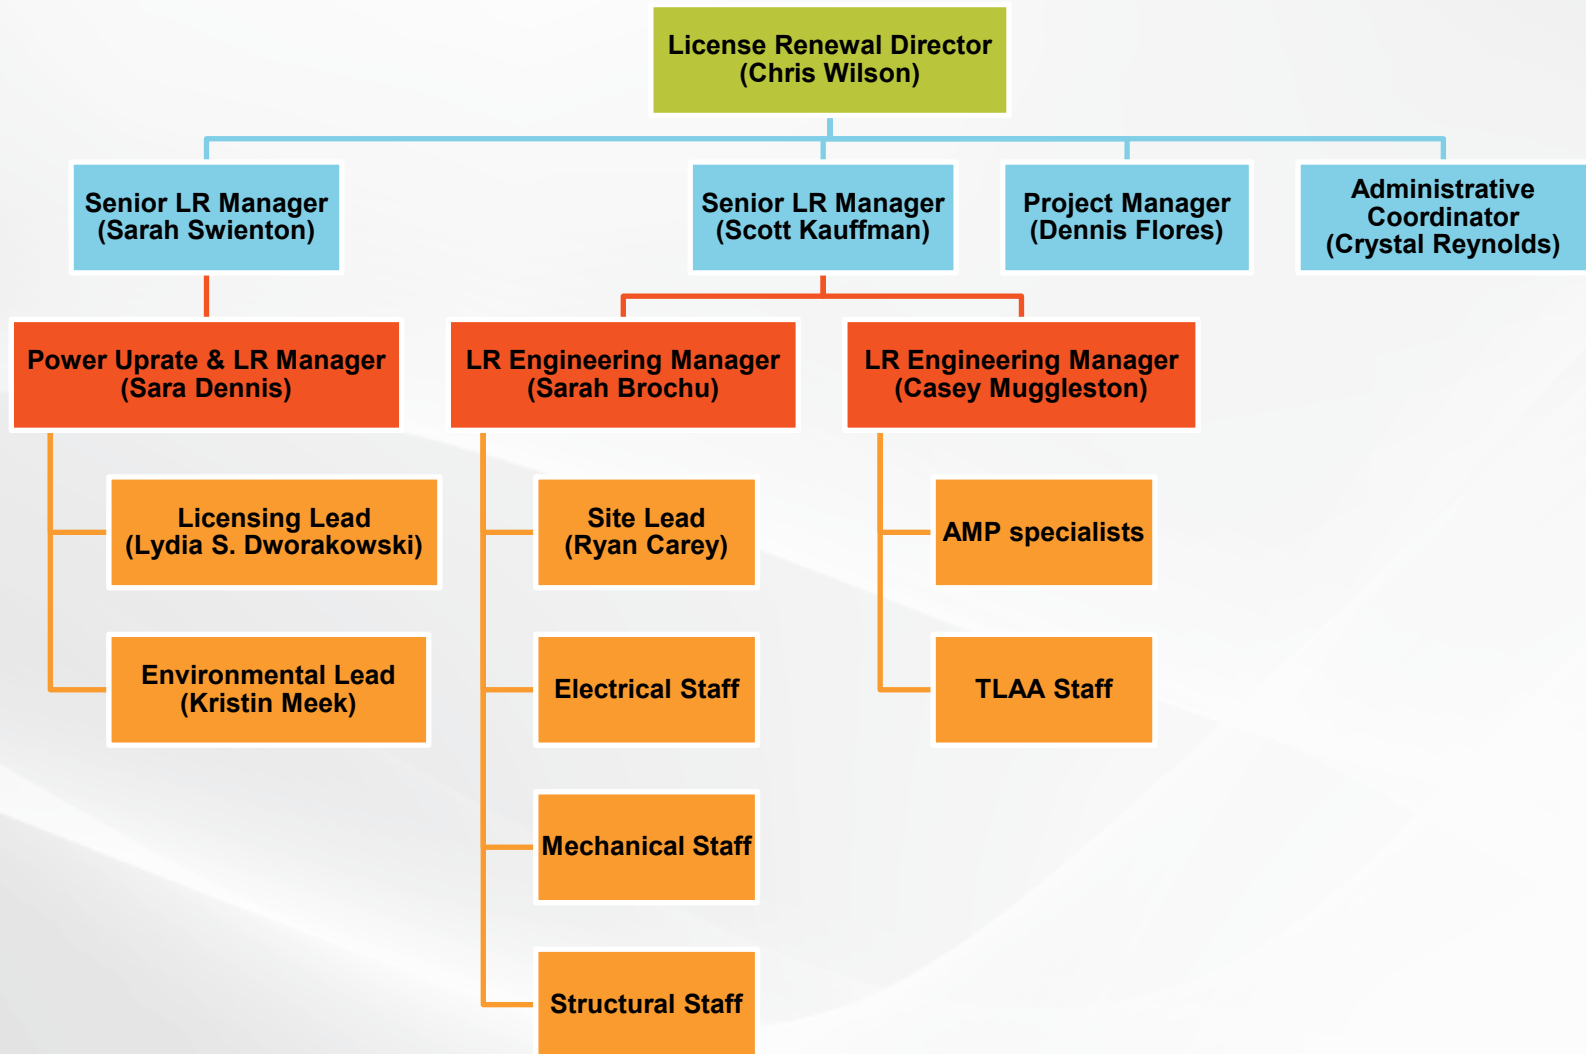 License Renewal Director
(Chris Wilson)
Senior LR Manager
(Sarah Swienton)
Senior LR Manager
(Scott Kauffman)
Project Manager
(Dennis Flores)
Administrative
Coordinator
(Crystal Reynolds)
Power Uprate & LR Manager
(Sara Dennis)
LR Engineering Manager
(Sarah Brochu)
LR Engineering Manager
(Casey Muggleston)
Licensing Lead
(Lydia S. Dworakowski)
Site Lead
(Ryan Carey)
AMP specialists
Environmental Lead
(Kristin Meek)
Electrical Staff
TLAA Staff
Mechanical Staff
Structural Staff